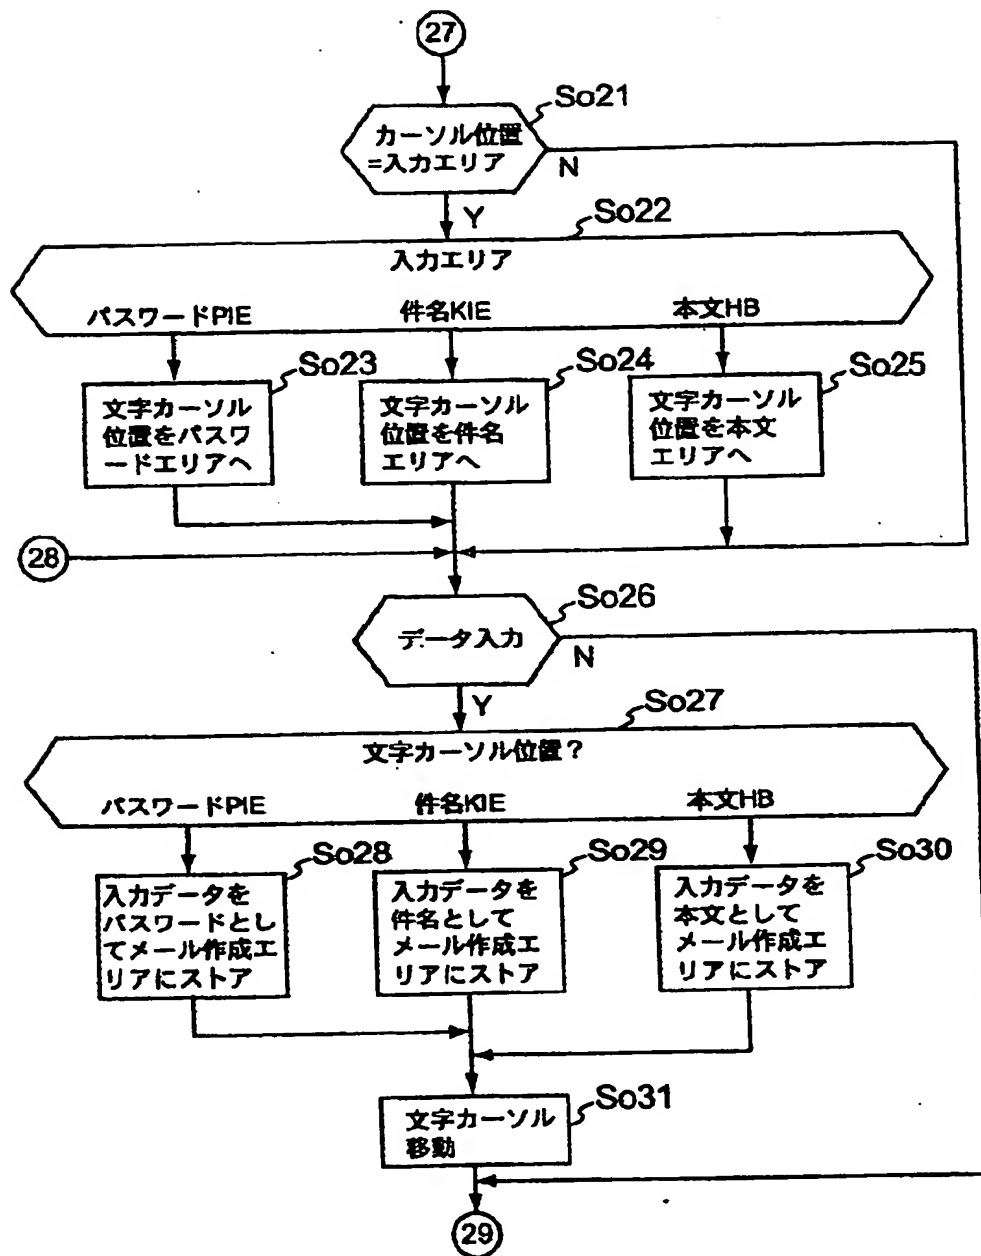 27
So21
カーソル位置
=入力エリア
N
Y
So22
入力エリア
パスワードPIE
件名KIE
本文HB
So23
So24
So25
文字カーソル
位置をパスワ
ードエリアへ
文字カーソル
位置を件名
エリアへ
文字カーソル
位置を本文
エリアへ
28
So26
データ入力
N
Y
So27
文字カーソル位置？
パスワードPIE
件名KIE
本文HB
So28
So29
So30
入力データを
パスワードとし
てメール作成エ
リアにストア
入力データを
件名として
メール作成エ
リアにストア
入力データを
本文として
メール作成エ
リアにストア
So31
文字カーソル
移動
29